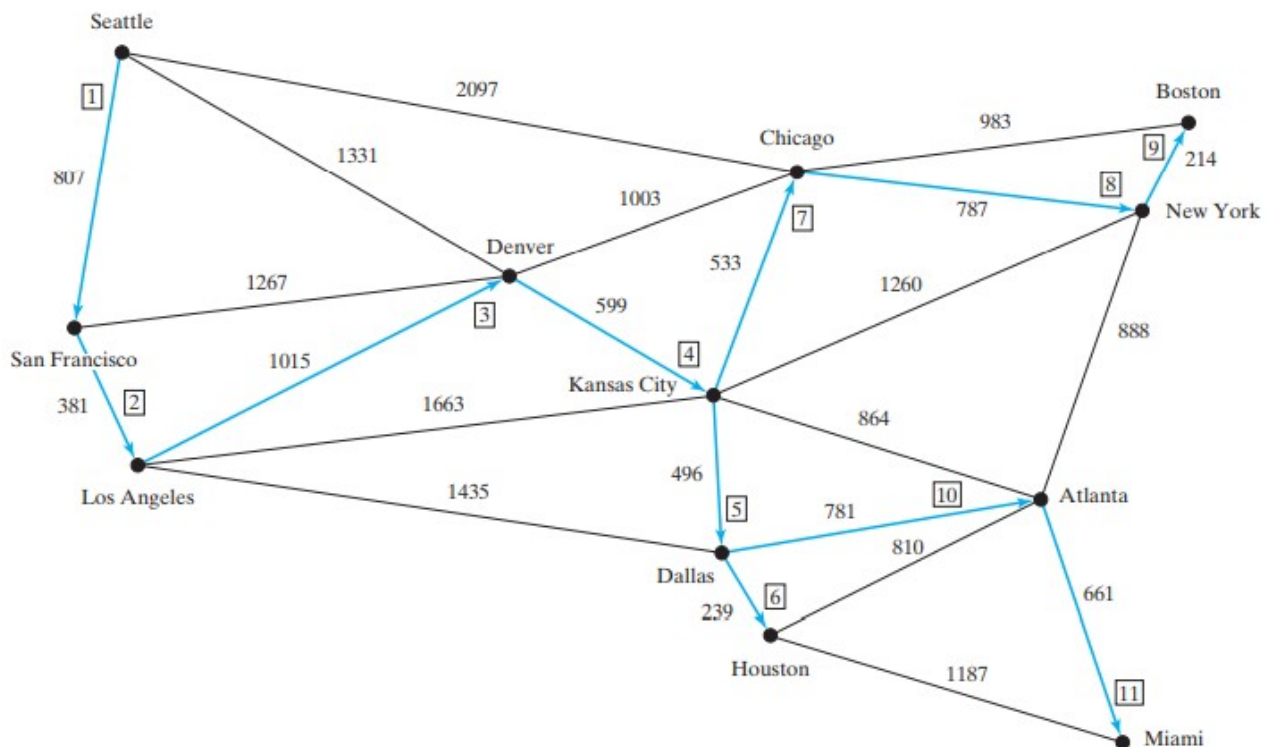 Seattle
1
2097
Boston
983
Chicago
9
214
1331
807
8
1003
787
New York
7
Denver
533
1267
1260
599
3
888
4
San Francisco
1015
Kansas City
381
2
1663
864
496
1435
10
Atlanta
Los Angeles
5
781
810
Dallas
661
6
239
Houston
1187
11
Miami